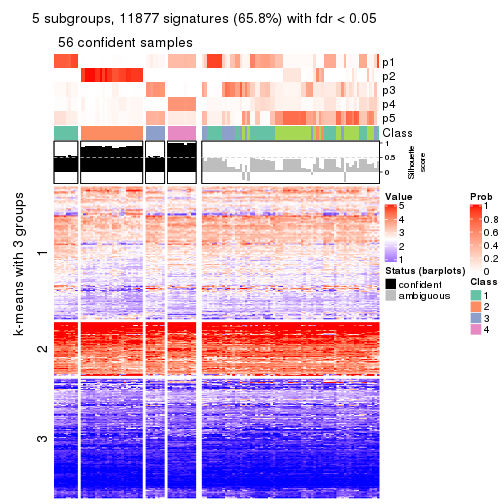 5 subgroups, 11877 signatures (65.8%) with fdr < 0.05
56 confident samples
p1
p2
p3
p4
p5
Class
1
0.5
0
Silhouette
score
k-means with 3 groups
1
2
3
Value
5
4
3
2
1
Status (barplots)
confident
ambiguous
Prob
1
0.8
0.6
0.4
0.2
0
Class
1
2
3
4